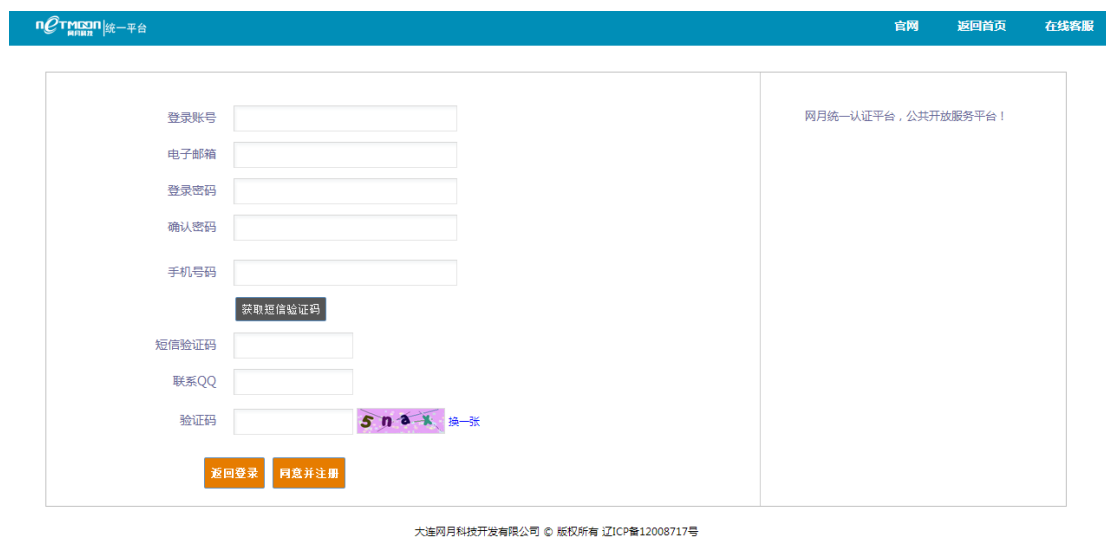 netmoon 网月科技 | 统一平台 官网 返回首页 在线客服
登录账号
网月统一认证平台，公共开放服务平台！
电子邮箱
登录密码
确认密码
手机号码
获取短信验证码
短信验证码
联系QQ
验证码 5nax 换一张
返回登录 同意并注册
大连网月科技开发有限公司 © 版权所有 辽ICP备12008717号